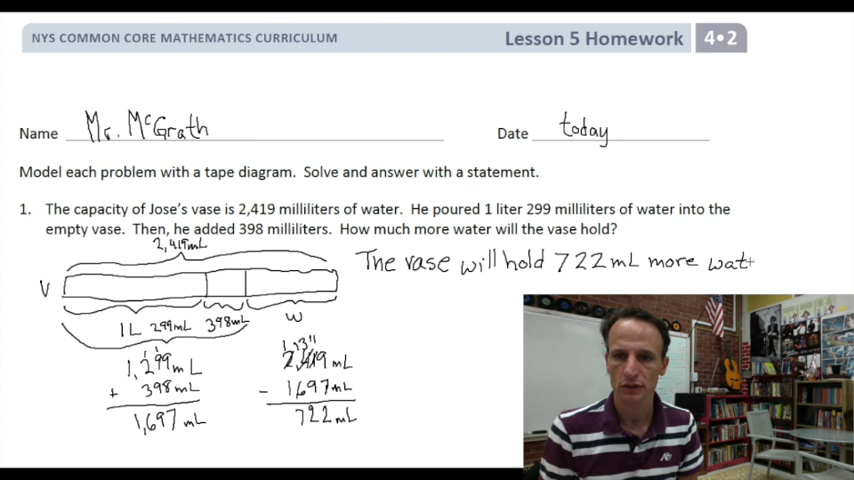 NYS COMMON CORE MATHEMATICS CURRICULUM Lesson 5 Homework 4•2
Name Mr. McGrath Date today
Model each problem with a tape diagram. Solve and answer with a statement.
1. The capacity of Jose's vase is 2,419 milliliters of water. He poured 1 liter 299 milliliters of water into the
empty vase. Then, he added 398 milliliters. How much more water will the vase hold?
2,419mL
The vase will hold 722mL more wat
V
1L 299mL 398mL W
1,299mL
+ 398mL
1,697mL
2,419mL
- 1,697mL
722mL